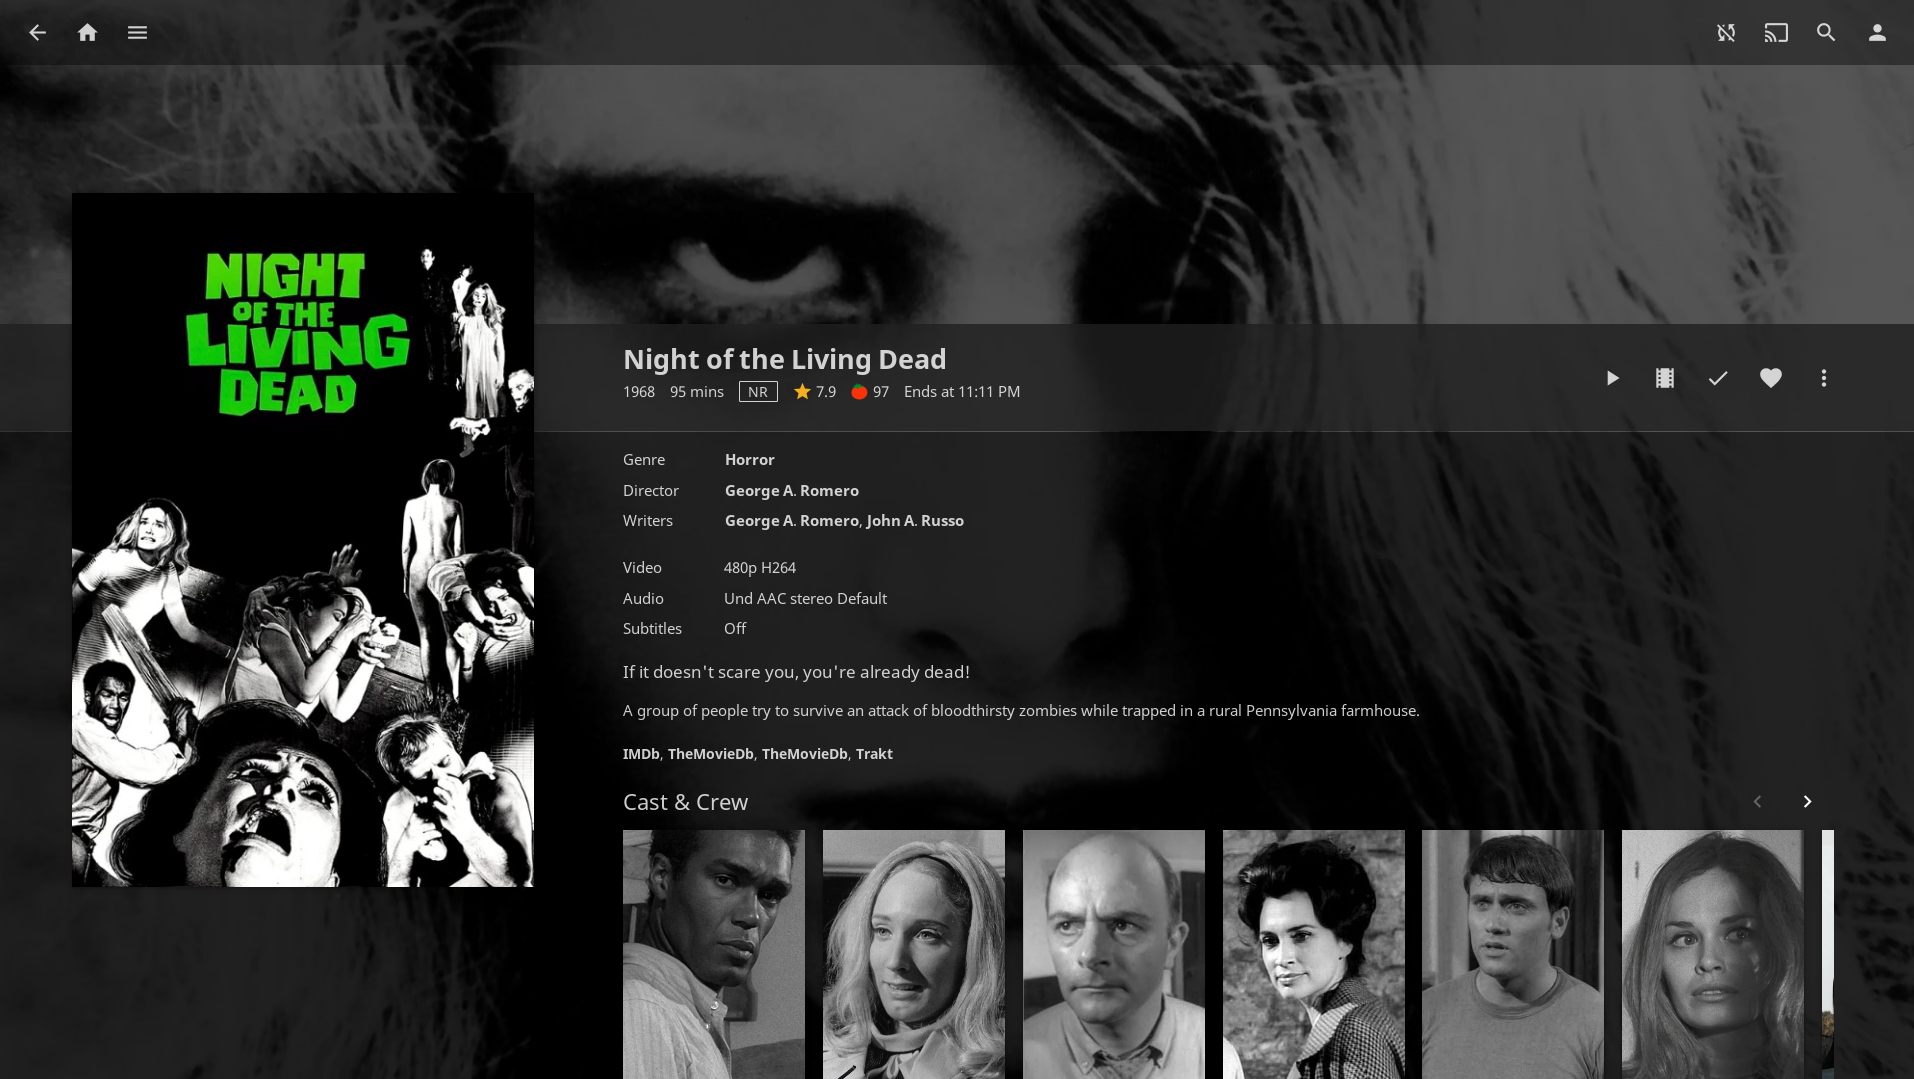 NIGHT
OF THE
LIVING
DEAD
Night of the Living Dead
1968 95 mins NR 7.9 97 Ends at 11:11 PM
Genre Horror
Director George A. Romero
Writers George A. Romero, John A. Russo
Video 480p H264
Audio Und AAC stereo Default
Subtitles Off
If it doesn't scare you, you're already dead!
A group of people try to survive an attack of bloodthirsty zombies while trapped in a rural Pennsylvania farmhouse.
IMDb, TheMovieDb, TheMovieDb, Trakt
Cast & Crew